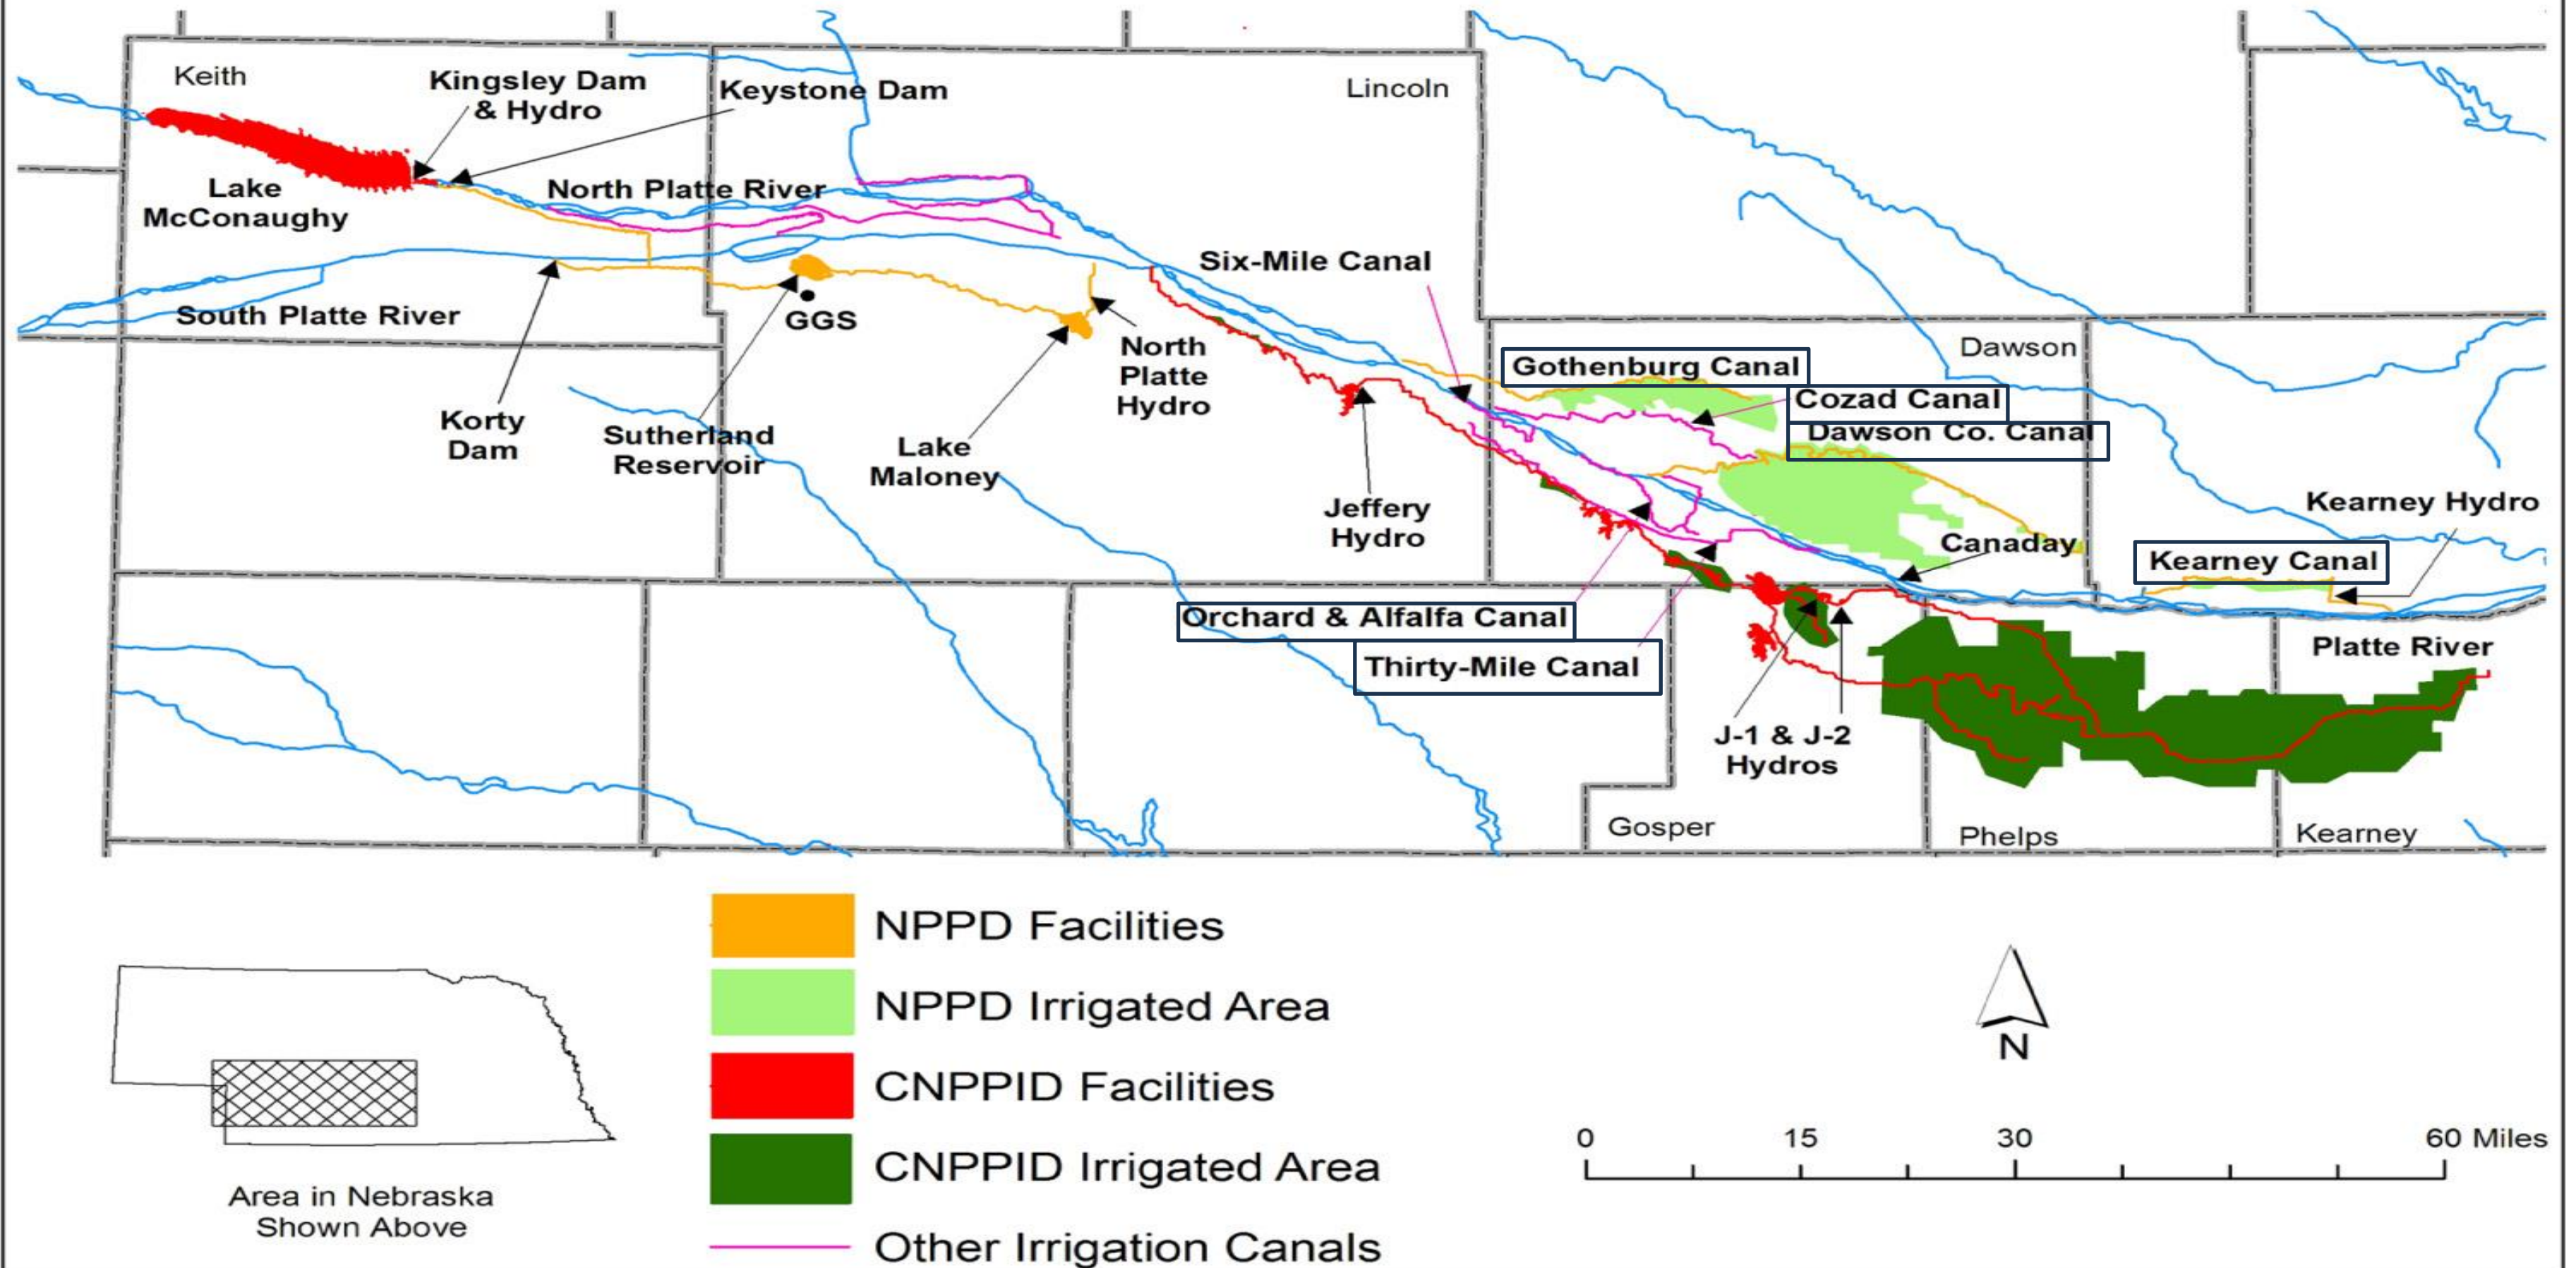 Keith
Kingsley Dam
& Hydro
Keystone Dam
Lincoln
Lake
McConaughy
North Platte River
South Platte River
Six-Mile Canal
GGS
North
Platte
Hydro
Gothenburg Canal
Dawson
Cozad Canal
Dawson Co. Canal
Korty
Dam
Sutherland
Reservoir
Lake
Maloney
Jeffery
Hydro
Kearney Hydro
Canaday
Kearney Canal
Orchard & Alfalfa Canal
Thirty-Mile Canal
Platte River
J-1 & J-2
Hydros
Gosper
Phelps
Kearney
NPPD Facilities
NPPD Irrigated Area
CNPPID Facilities
CNPPID Irrigated Area
Other Irrigation Canals
Area in Nebraska
Shown Above
N
0 15 30 60 Miles